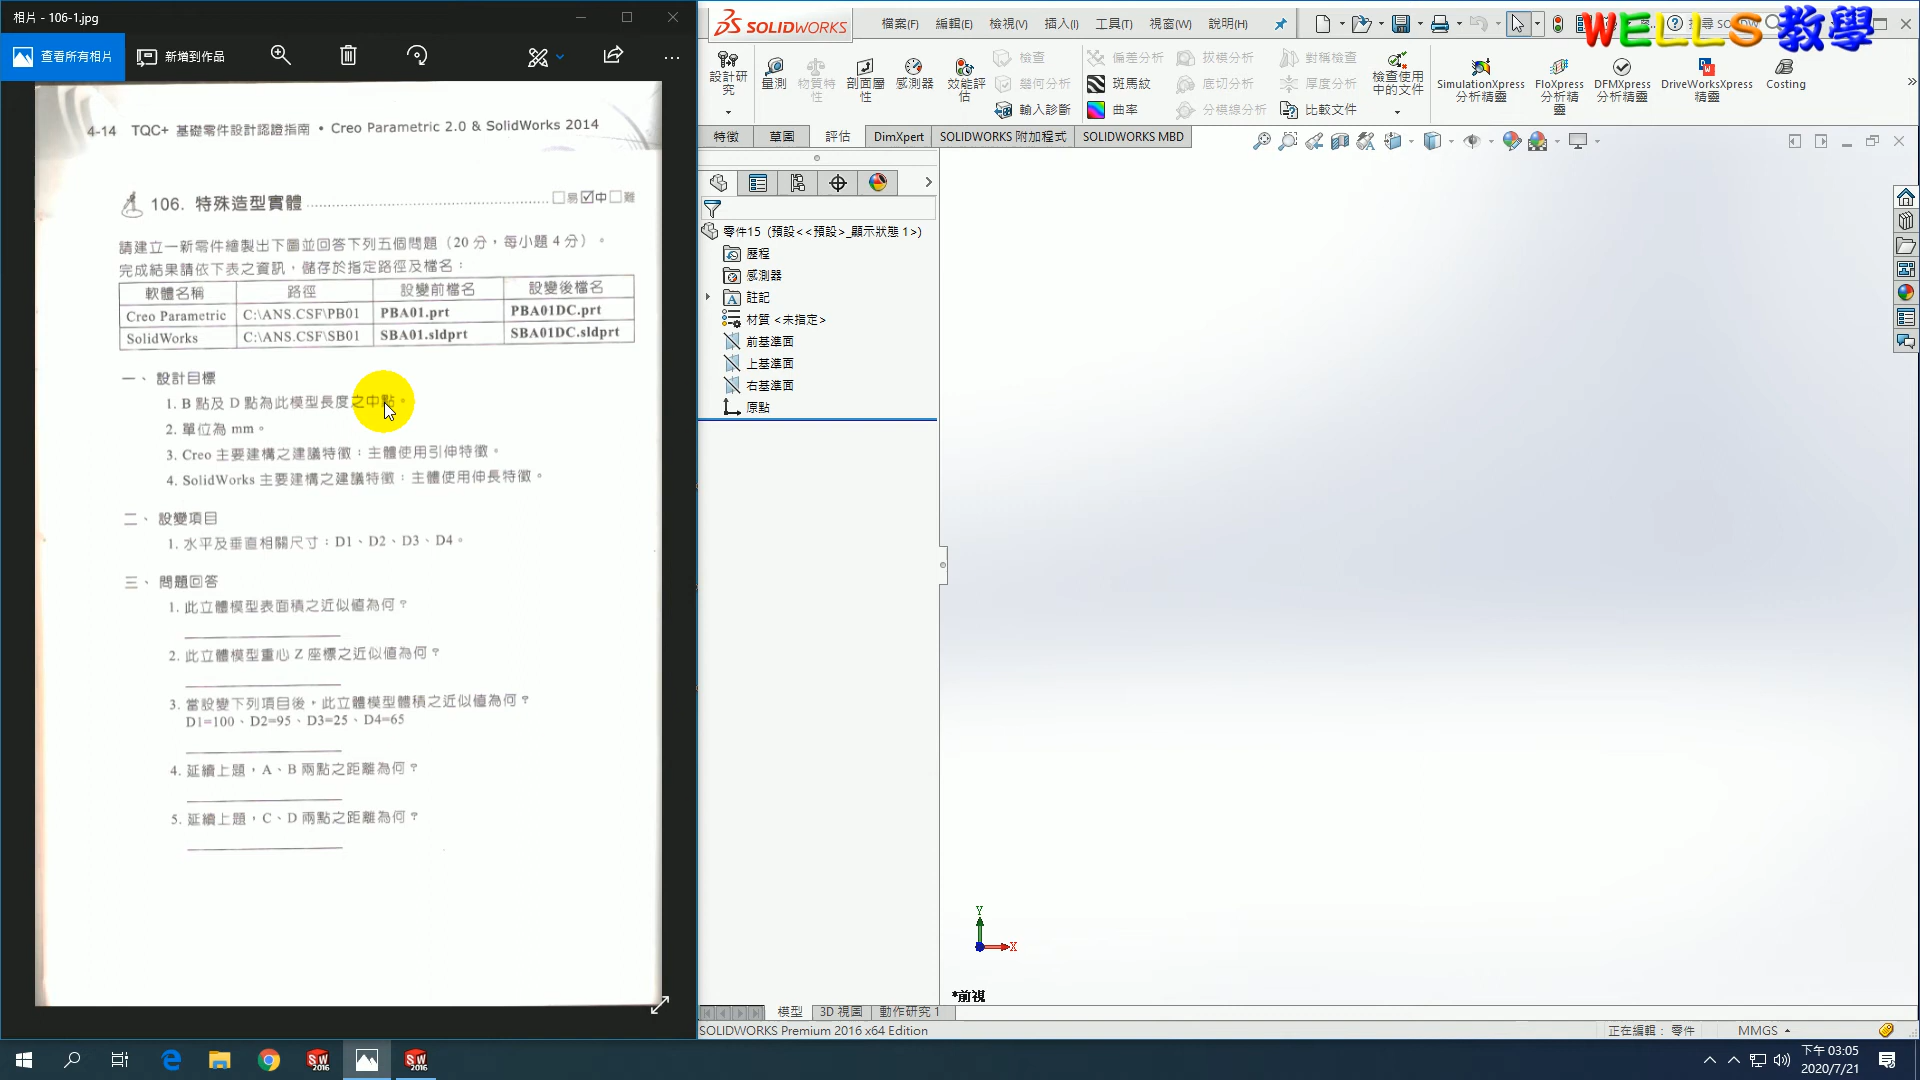 相片 - 106-1.jpg
查看所有相片
新增到作品
4-14 TQC+ 基礎零件設計認證指南 • Creo Parametric 2.0 & SolidWorks 2014
106. 特殊造型實體 □易☑中□難
請建立一新零件繪製出下圖並回答下列五個問題（20 分，每小題 4 分）。
完成結果請依下表之資訊，儲存於指定路徑及檔名：
軟體名稱 路徑 設變前檔名 設變後檔名
Creo Parametric C:\ANS.CSF\PB01 PBA01.prt PBA01DC.prt
SolidWorks C:\ANS.CSF\SB01 SBA01.sldprt SBA01DC.sldprt
一、 設計目標
1. B 點及 D 點為此模型長度之中點。
2. 單位為 mm。
3. Creo 主要建構之建議特徵：主體使用引伸特徵。
4. SolidWorks 主要建構之建議特徵：主體使用伸長特徵。
二、 設變項目
1. 水平及垂直相關尺寸：D1、D2、D3、D4。
三、 問題回答
1. 此立體模型表面積之近似值為何？
2. 此立體模型重心 Z 座標之近似值為何？
3. 當設變下列項目後，此立體模型體積之近似值為何？
D1=100、D2=95、D3=25、D4=65
4. 延續上題，A、B 兩點之距離為何？
5. 延續上題，C、D 兩點之距離為何？
SOLIDWORKS
檔案(F) 編輯(E) 檢視(V) 插入(I) 工具(T) 視窗(W) 說明(H)
WELLS教學
設計研究
量測
物質特性
剖面屬性
感測器
效能評估
檢查
幾何分析
輸入診斷
偏差分析
斑馬紋
曲率
拔模分析
底切分析
分模線分析
對稱檢查
厚度分析
比較文件
檢查使用中的文件
SimulationXpress 分析精靈
FloXpress 分析精靈
DFMXpress 分析精靈
DriveWorksXpress 精靈
Costing
特徵 草圖 評估 DimXpert SOLIDWORKS 附加程式 SOLIDWORKS MBD
零件15 (預設<<預設>_顯示狀態 1>)
歷程
感測器
註記
材質 <未指定>
前基準面
上基準面
右基準面
原點
Y
X
*前視
模型 3D 視圖 動作研究 1
SOLIDWORKS Premium 2016 x64 Edition
正在編輯： 零件
MMGS
下午 03:05
2020/7/21